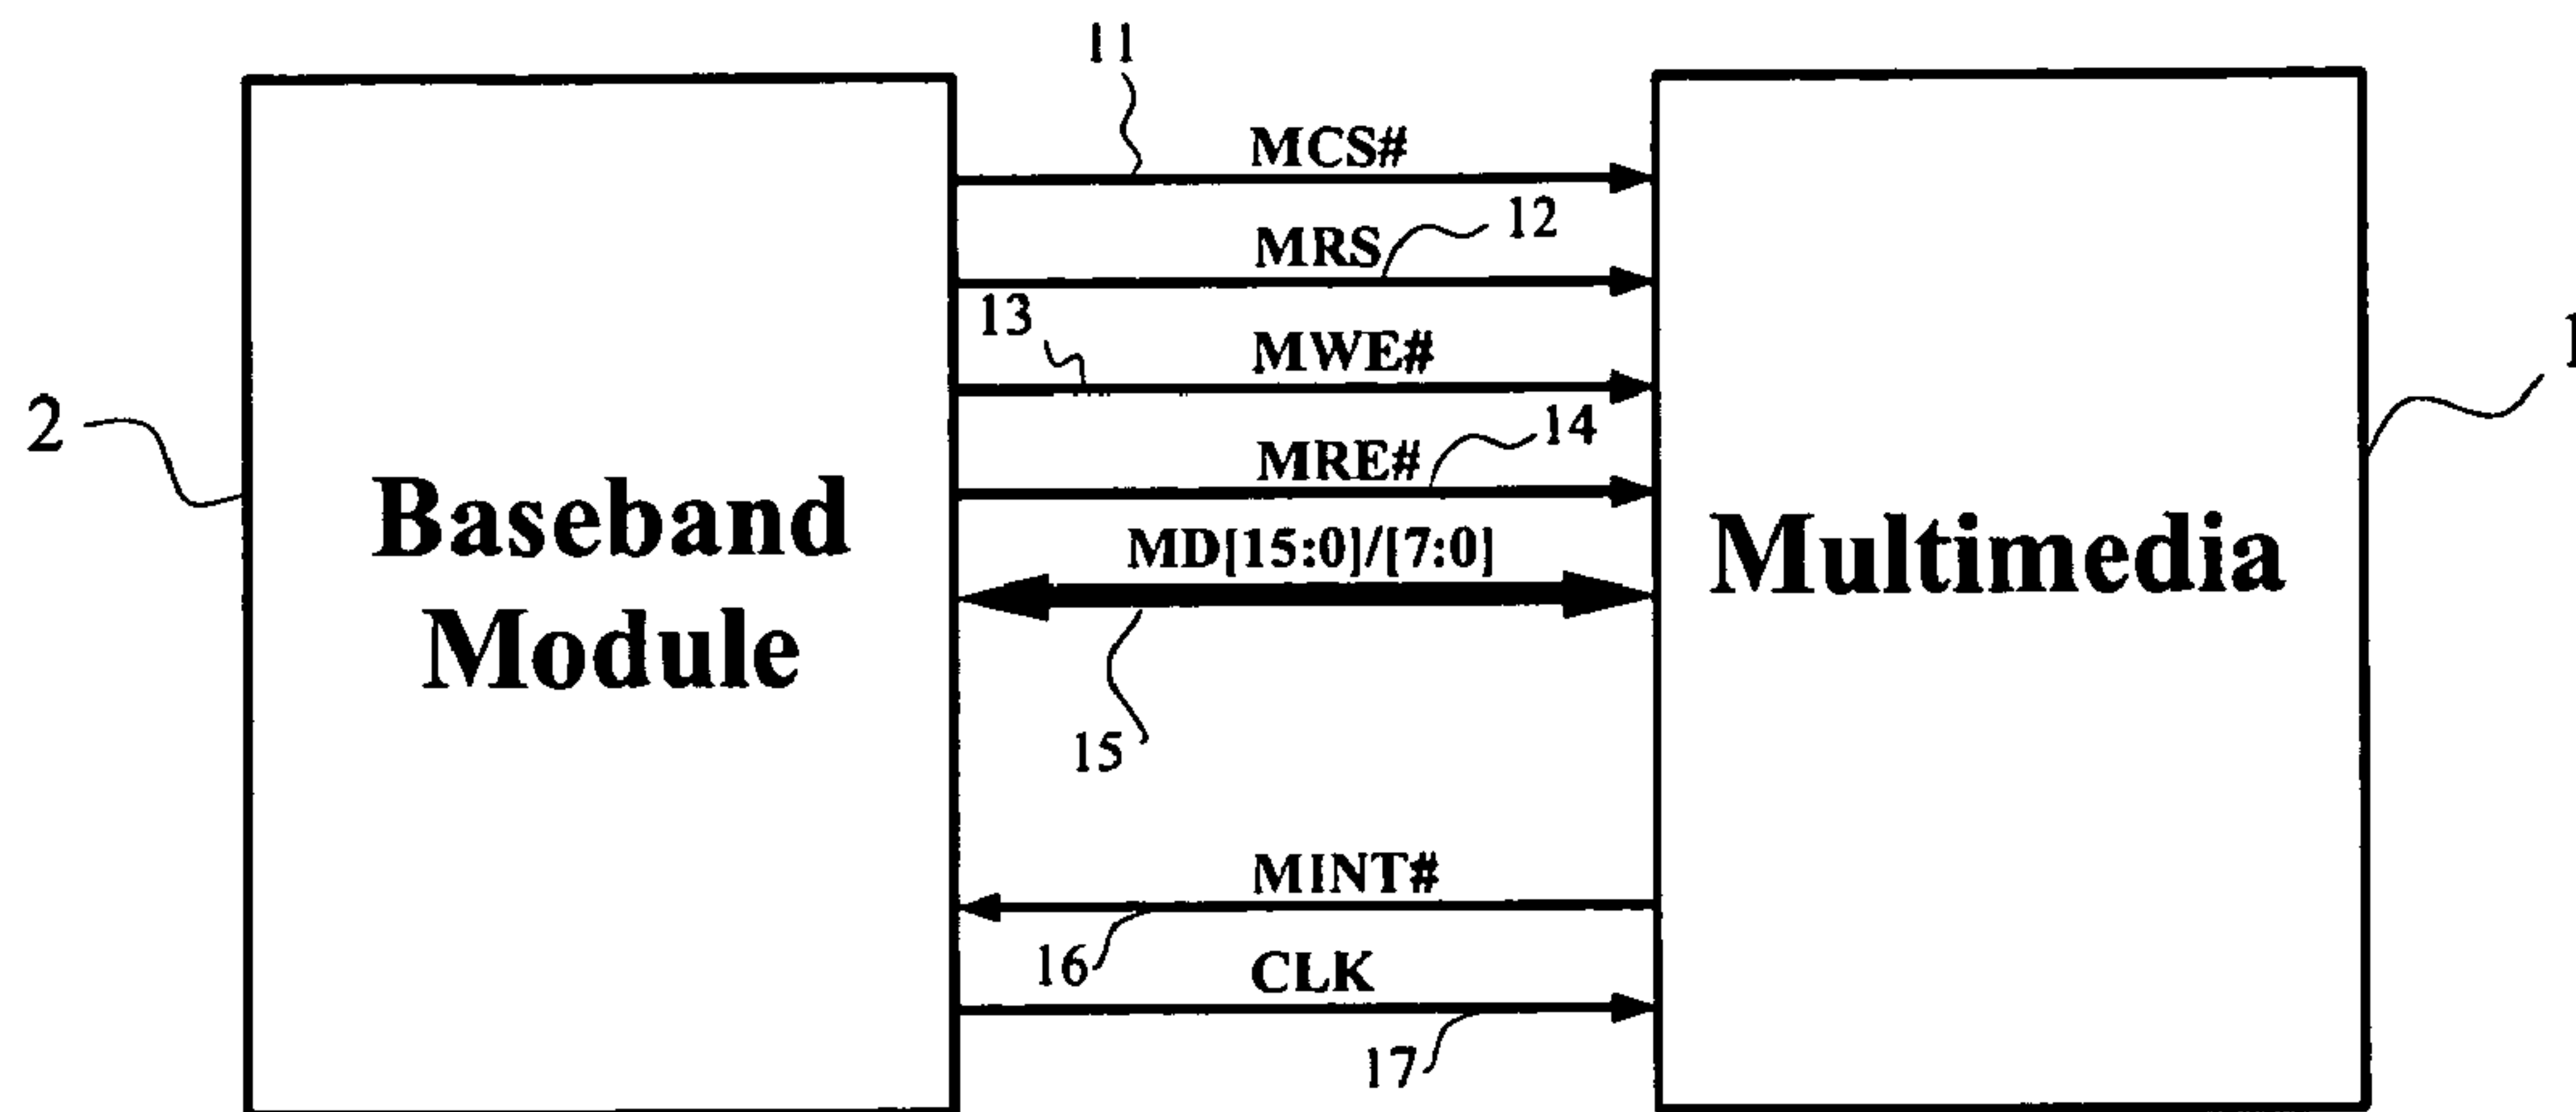 11
MCS#
12
MRS
13
MWE#
1
2
14
MRE#
Baseband
Module
MD[15:0]/[7:0]
Multimedia
15
MINT#
16
CLK
17